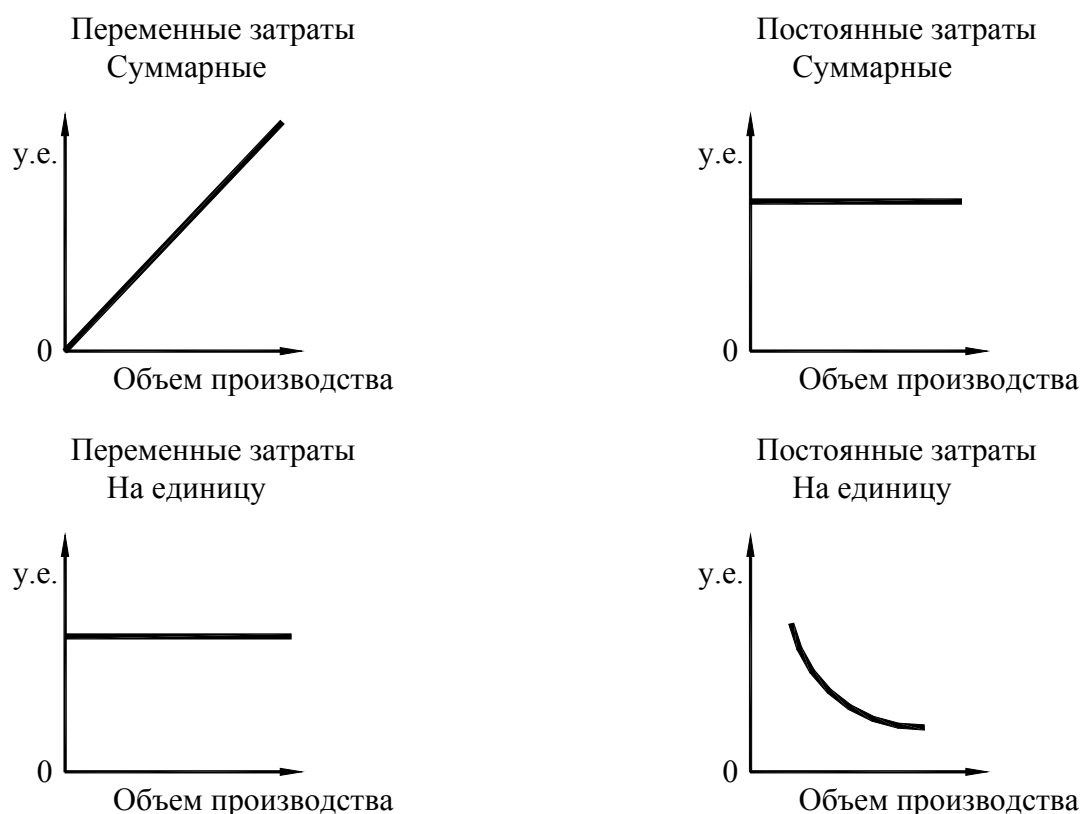 Переменные затраты
Суммарные
у.е.
0
Объем производства
Постоянные затраты
Суммарные
у.е.
0
Объем производства
Переменные затраты
На единицу
у.е.
0
Объем производства
Постоянные затраты
На единицу
у.е.
0
Объем производства